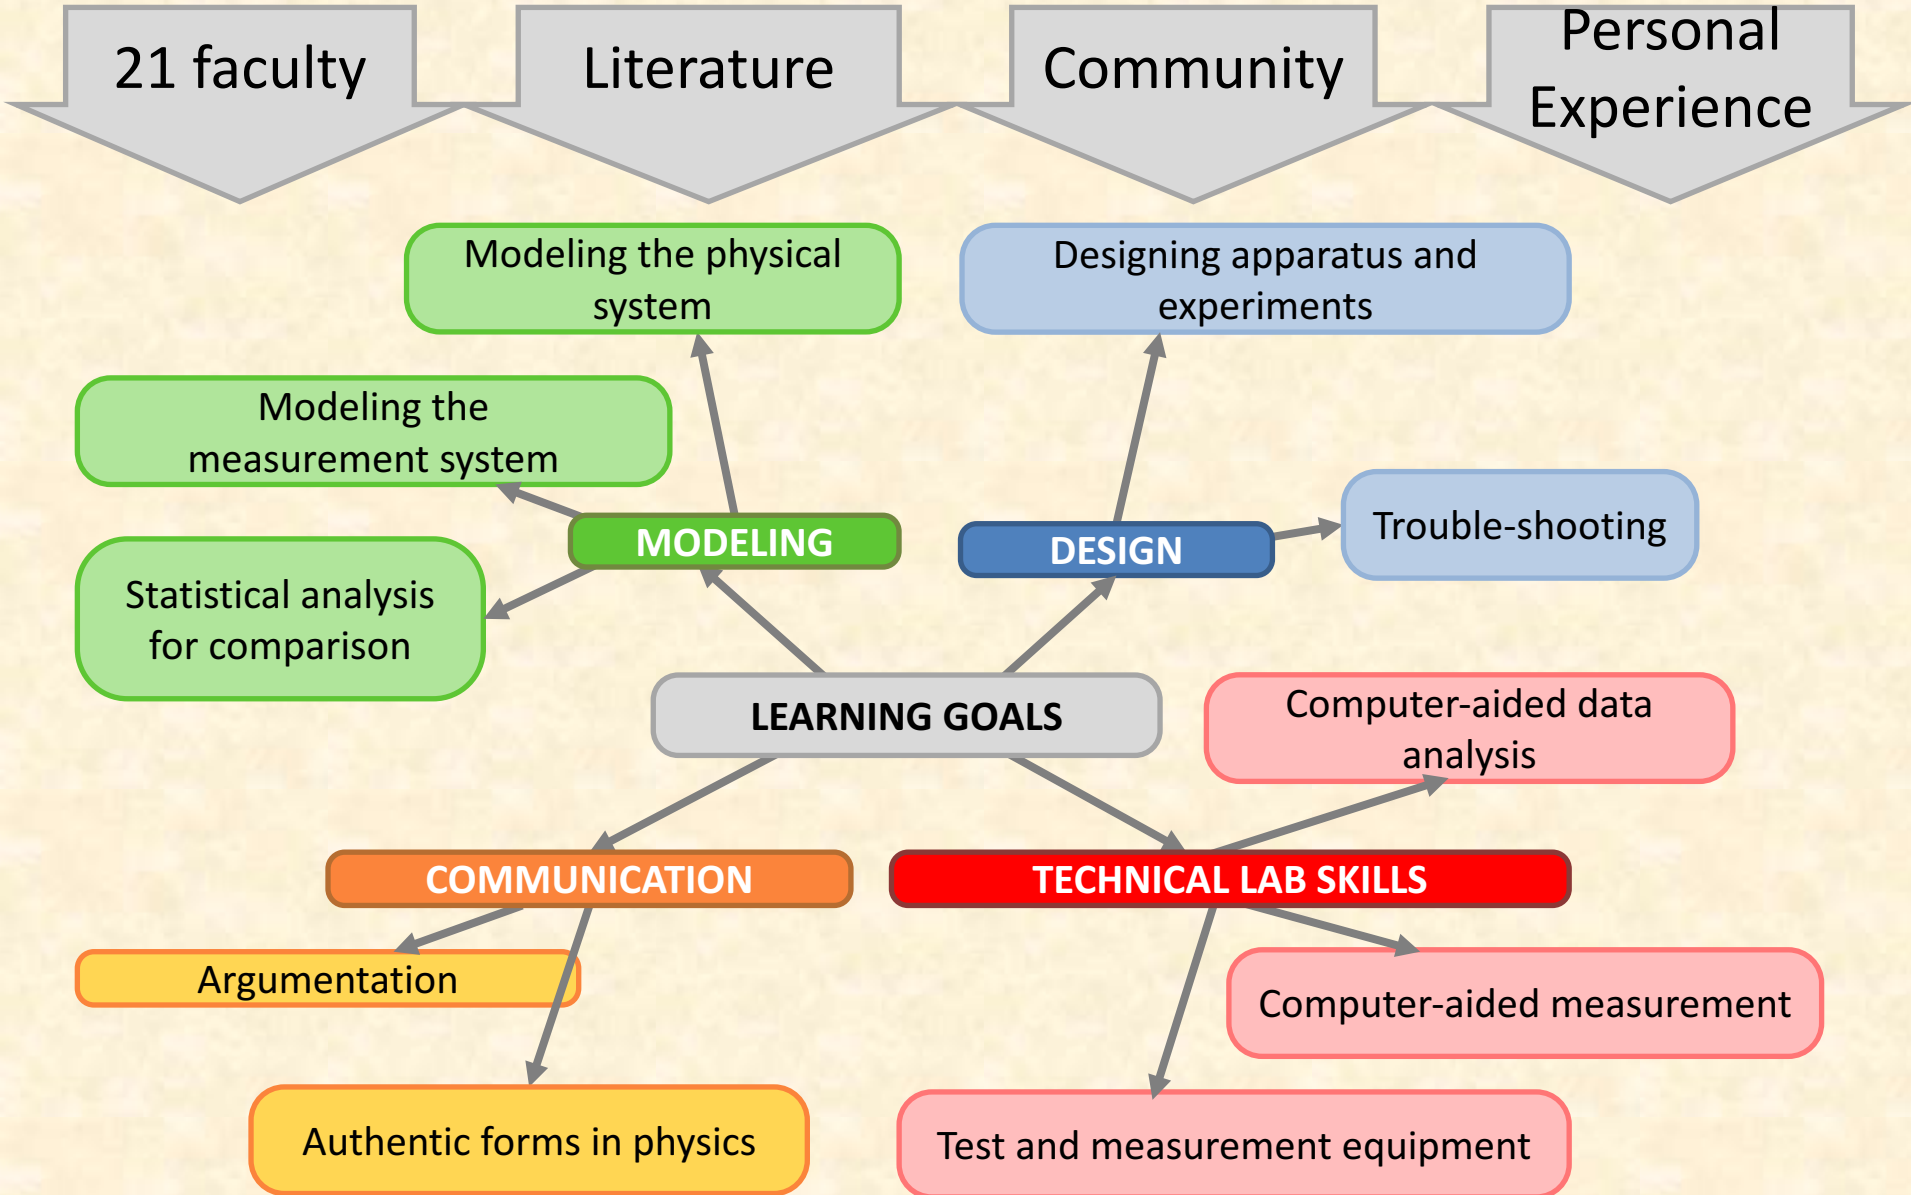 21 faculty
Literature
Community
Personal
Experience
Modeling the physical
system
Designing apparatus and
experiments
Modeling the
measurement system
Trouble-shooting
MODELING
DESIGN
Statistical analysis
for comparison
LEARNING GOALS
Computer-aided data
analysis
COMMUNICATION
TECHNICAL LAB SKILLS
Argumentation
Computer-aided measurement
Authentic forms in physics
Test and measurement equipment